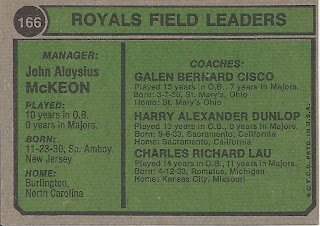 166
ROYALS FIELD LEADERS
MANAGER:
John Aloysius
McKEON
PLAYED:
10 years in O.B.
0 years in Majors.
BORN:
11-23-30, So. Amboy
New Jersey
HOME:
Burlington,
North Carolina
COACHES:
GALEN BERNARD CISCO
Played 13 years in O.B., 7 years in Majors.
Born: 3-7-36, St. Mary's, Ohio
Home: St. Mary's, Ohio
HARRY ALEXANDER DUNLOP
Played 13 years in O.B., 0 years in Majors.
Born: 9-6-33, Sacramento, California
Home: Sacramento, California
CHARLES RICHARD LAU
Played 14 years in O.B., 11 years in Majors.
Born: 4-12-33, Romulus, Michigan
Home: Kansas City, Missouri
© T.C.G. PRTD. IN U.S.A.